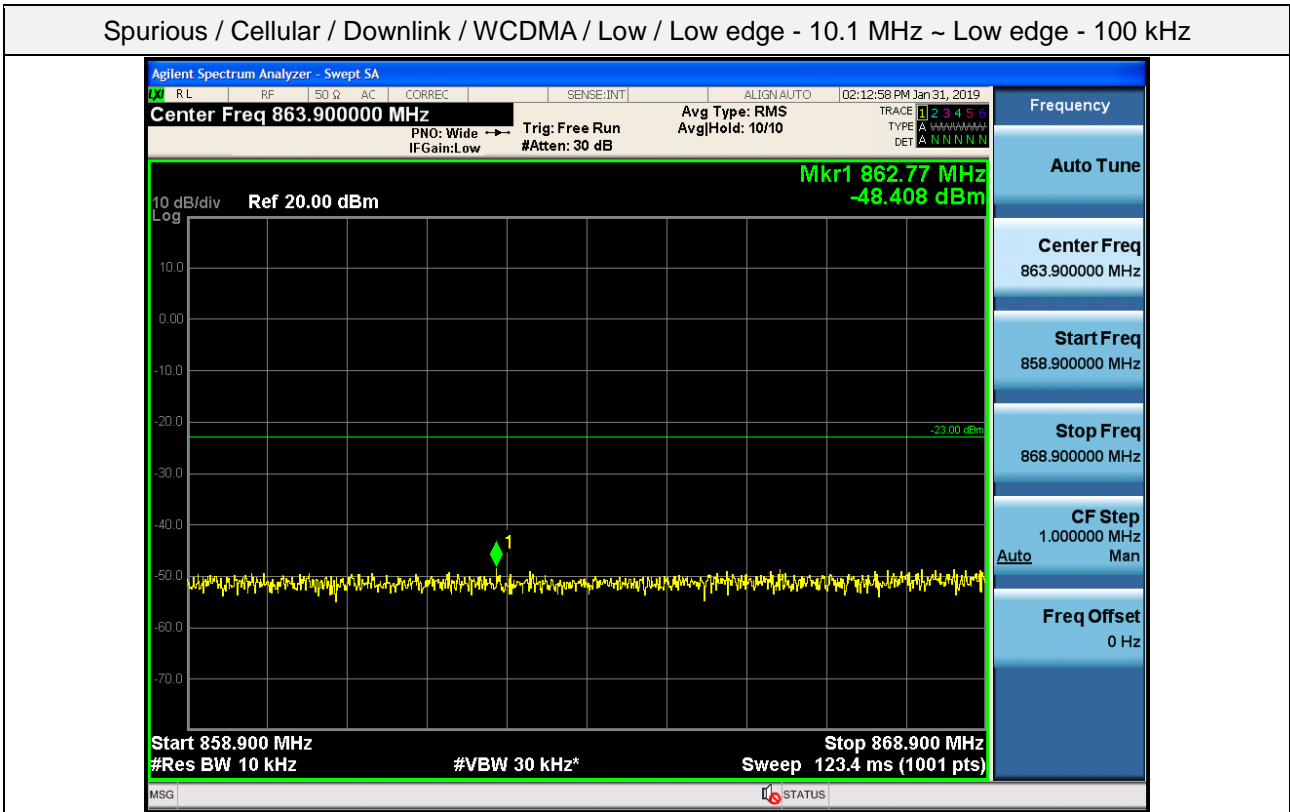 Spurious / Cellular / Downlink / WCDMA / Low / Low edge - 10.1 MHz ~ Low edge - 100 kHz
Agilent Spectrum Analyzer - Swept SA
LXI RL RF 50 Ω AC CORREC SENSE:INT ALIGN AUTO 02:12:58 PM Jan 31, 2019
Center Freq 863.900000 MHz
PNO: Wide
IFGain:Low
Trig: Free Run
#Atten: 30 dB
Avg Type: RMS
Avg|Hold: 10/10
TRACE 1 2 3 4 5 6
TYPE A WWWWW
DET A N N N N N
Frequency
Mkr1 862.77 MHz
-48.408 dBm
10 dB/div Ref 20.00 dBm
Log
10.0
0.00
-10.0
-20.0
-23.00 dBm
-30.0
-40.0
1
-50.0
-60.0
-70.0
Start 858.900 MHz Stop 868.900 MHz
#Res BW 10 kHz #VBW 30 kHz* Sweep 123.4 ms (1001 pts)
Auto Tune
Center Freq
863.900000 MHz
Start Freq
858.900000 MHz
Stop Freq
868.900000 MHz
CF Step
1.000000 MHz
Auto Man
Freq Offset
0 Hz
MSG STATUS